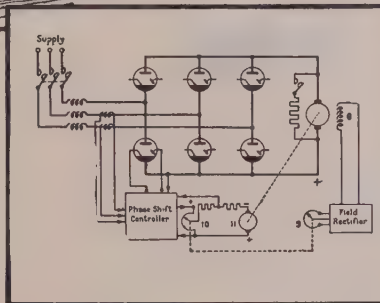 Supply
8
Phase Shift
Controller
10
11
9
Field
Rectifier
+
+
+